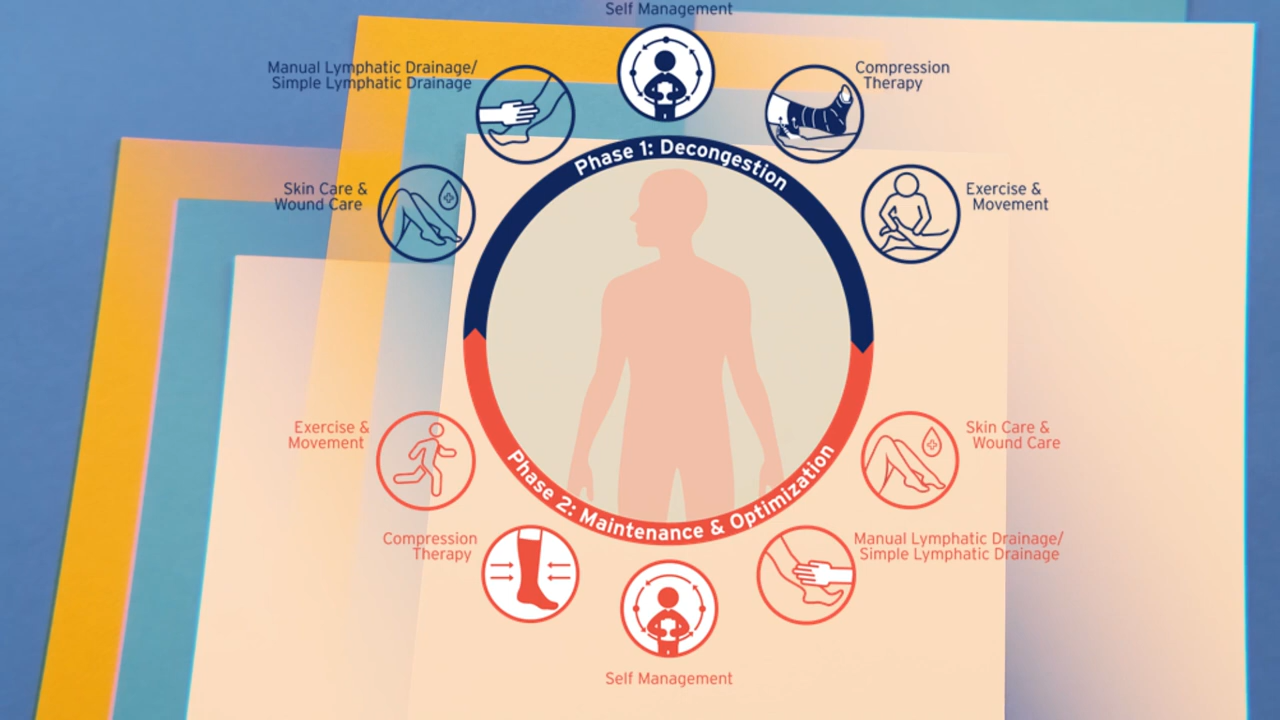 Self Management
Manual Lymphatic Drainage/
Simple Lymphatic Drainage
Compression
Therapy
Phase 1: Decongestion
Skin Care &
Wound Care
Exercise &
Movement
Exercise &
Movement
Skin Care &
Wound Care
Phase 2: Maintenance & Optimization
Compression
Therapy
Manual Lymphatic Drainage/
Simple Lymphatic Drainage
Self Management